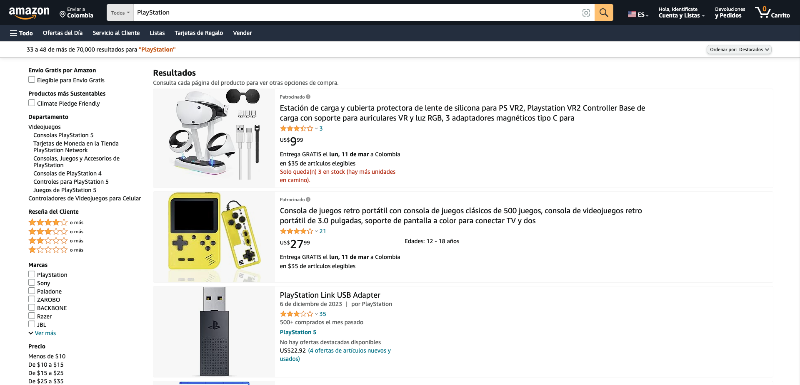 amazon
Enviar a
Colombia
Todos
PlayStation
ES
Hola, Identifícate
Cuenta y Listas
Devoluciones
y Pedidos
0
Carrito
Todo
Ofertas del Día
Servicio al Cliente
Listas
Tarjetas de Regalo
Vender
33 a 48 de más de 70,000 resultados para "PlayStation"
Ordenar por: Destacados
Envío Gratis por Amazon
Elegible para Envío Gratis
Productos más Sustentables
Climate Pledge Friendly
Departamento
Videojuegos
Consolas PlayStation 5
Tarjetas de Moneda en la Tienda
PlayStation Network
Consolas, Juegos y Accesorios de
PlayStation
Consolas de PlayStation 4
Controles para PlayStation 5
Juegos de PlayStation 5
Controladores de Videojuegos para Celular
Reseña del Cliente
o más
o más
o más
o más
Marcas
PlayStation
Sony
Paladone
ZAROBO
BACKBONE
Razer
JBL
Ver más
Precio
Menos de $10
De $10 a $15
De $15 a $25
De $25 a $35
Resultados
Consulta cada página del producto para ver otras opciones de compra.
Patrocinado
Estación de carga y cubierta protectora de lente de silicona para PS VR2, Playstation VR2 Controller Base de
carga con soporte para auriculares VR y luz RGB, 3 adaptadores magnéticos tipo C para
3
US$9.99
Entrega GRATIS el lun, 11 de mar a Colombia
en $35 de artículos elegibles
Solo queda(n) 3 en stock (hay más unidades
en camino).
Patrocinado
Consola de juegos retro portátil con consola de juegos clásicos de 500 juegos, consola de videojuegos retro
portátil de 3.0 pulgadas, soporte de pantalla a color para conectar TV y dos
21
US$27.99
Edades: 12 - 18 años
Entrega GRATIS el lun, 11 de mar a Colombia
en $35 de artículos elegibles
PlayStation Link USB Adapter
6 de diciembre de 2023 | por PlayStation
35
500+ comprados el mes pasado
PlayStation 5
No hay ofertas destacadas disponibles
US$22.92 (4 ofertas de artículos nuevos y
usados)